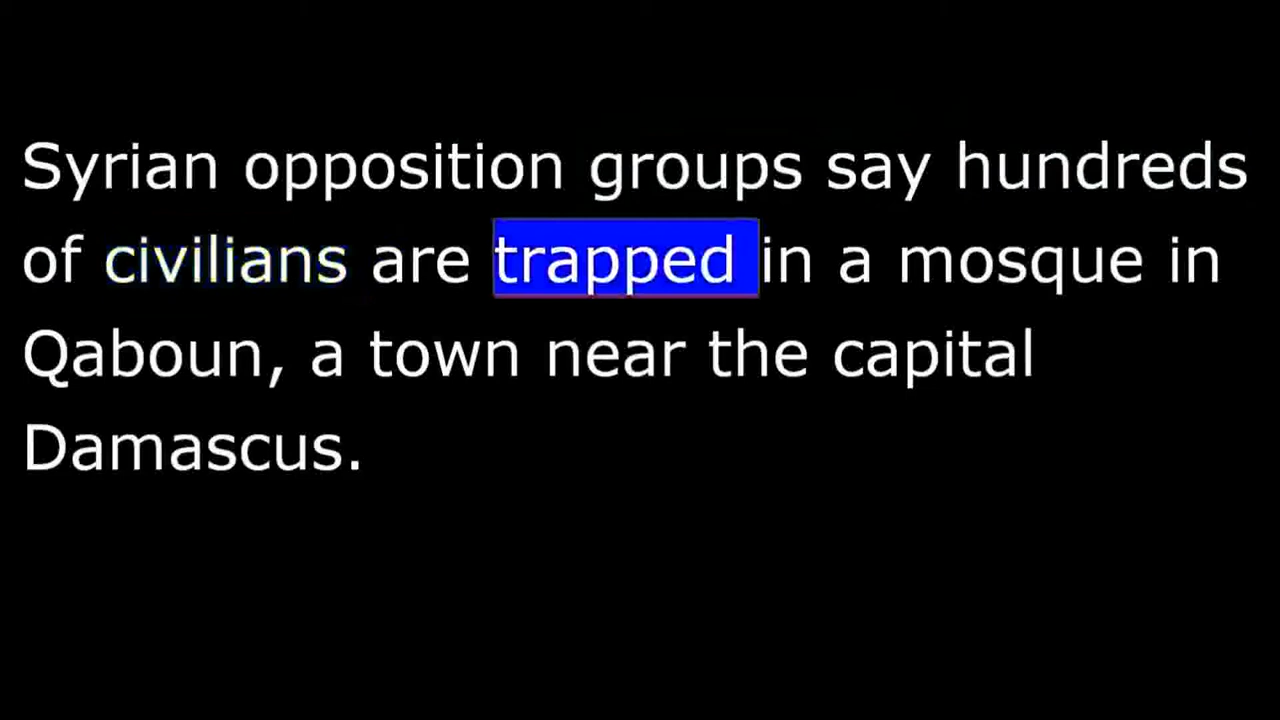 Syrian opposition groups say hundreds
of civilians are trapped in a mosque in
Qaboun, a town near the capital
Damascus.